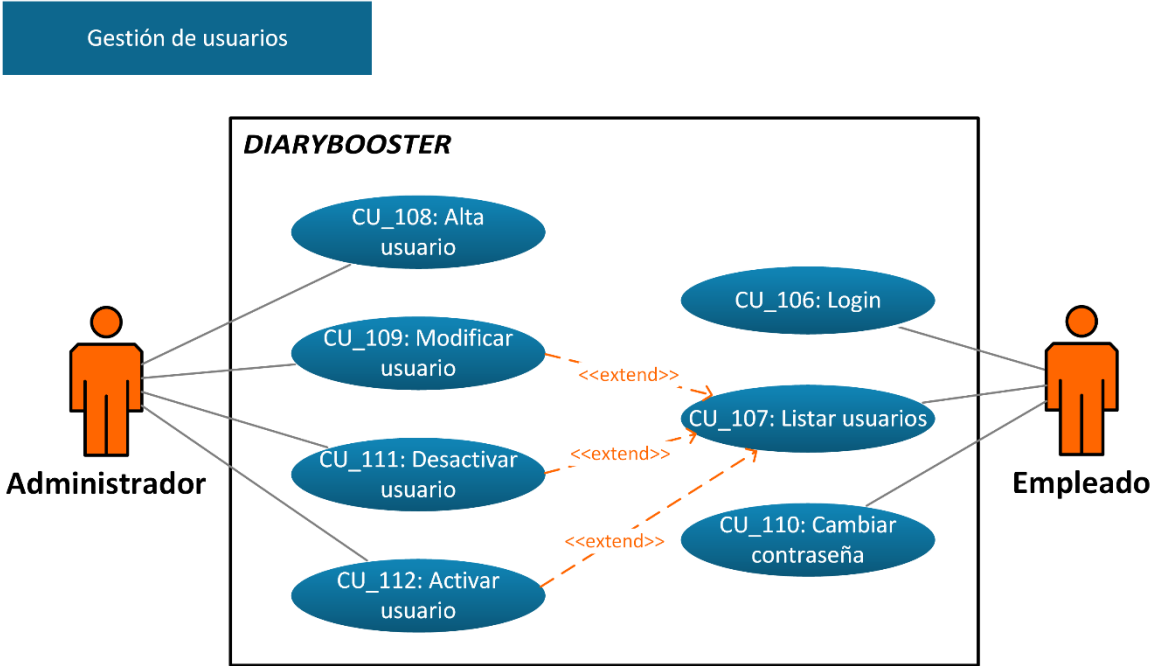 Gestión de usuarios
DIARYBOOSTER
CU_108: Alta
usuario
CU_106: Login
CU_109: Modificar
usuario
<<extend>>
CU_107: Listar usuarios
CU_111: Desactivar
usuario
<<extend>>
Administrador
Empleado
CU_110: Cambiar
contraseña
<<extend>>
CU_112: Activar
usuario